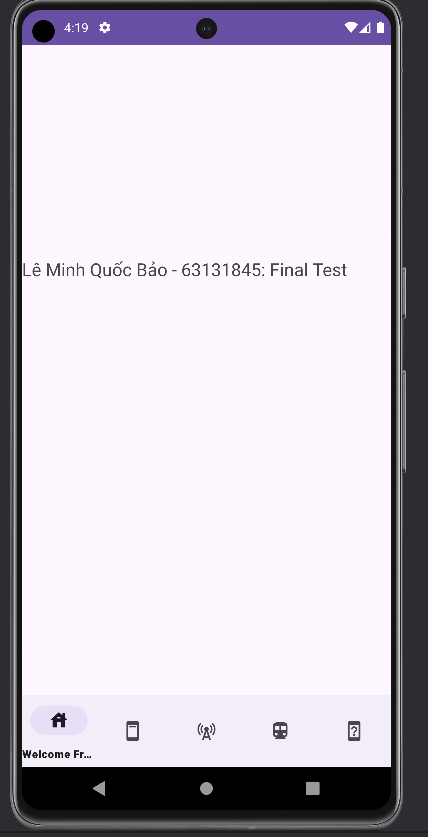 4:19
Lê Minh Quốc Bảo - 63131845: Final Test
?
Welcome Fr...